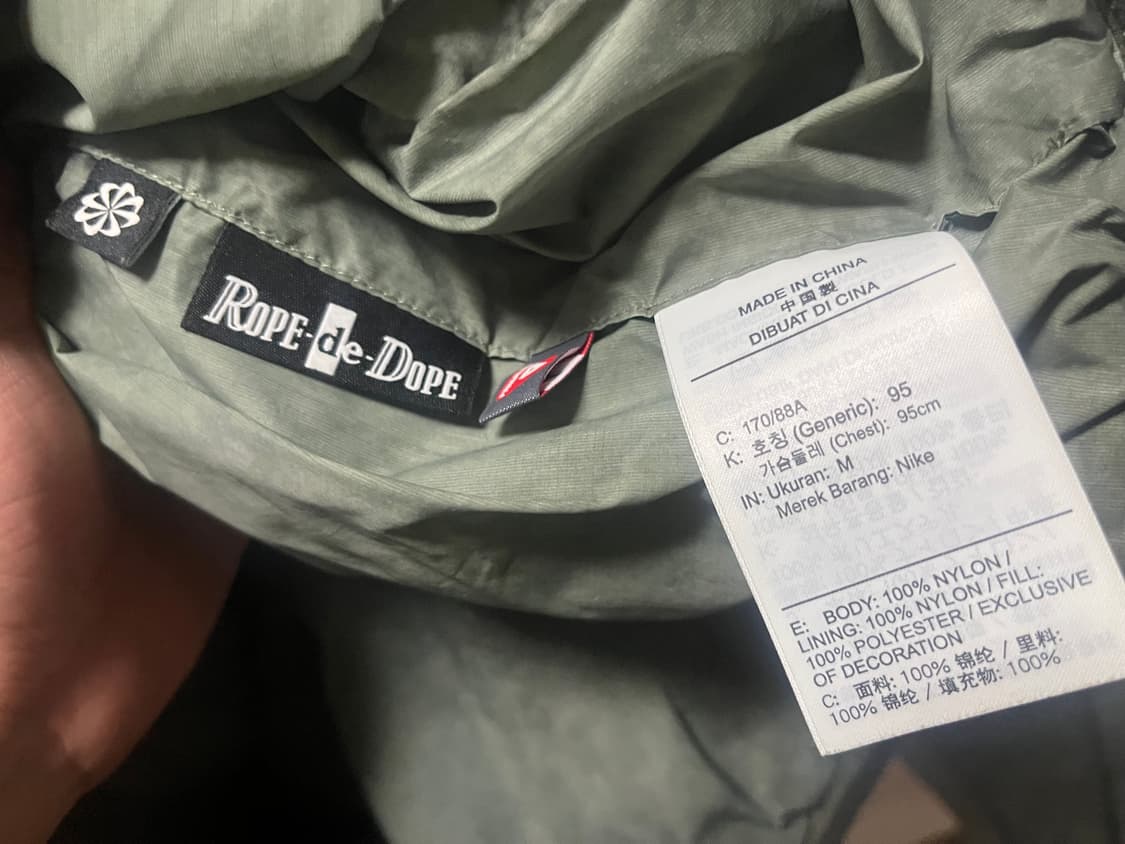 ROPE-de-DOPE
MADE IN CHINA
中国製
DIBUAT DI CINA
C: 170/88A
K: 호칭 (Generic): 95
가슴둘레 (Chest): 95cm
IN: Ukuran: M
Merek Barang: Nike
E: BODY: 100% NYLON /
LINING: 100% NYLON / FILL:
100% POLYESTER / EXCLUSIVE
OF DECORATION
C: 面料: 100% 锦纶 / 里料:
100% 锦纶 / 填充物: 100%